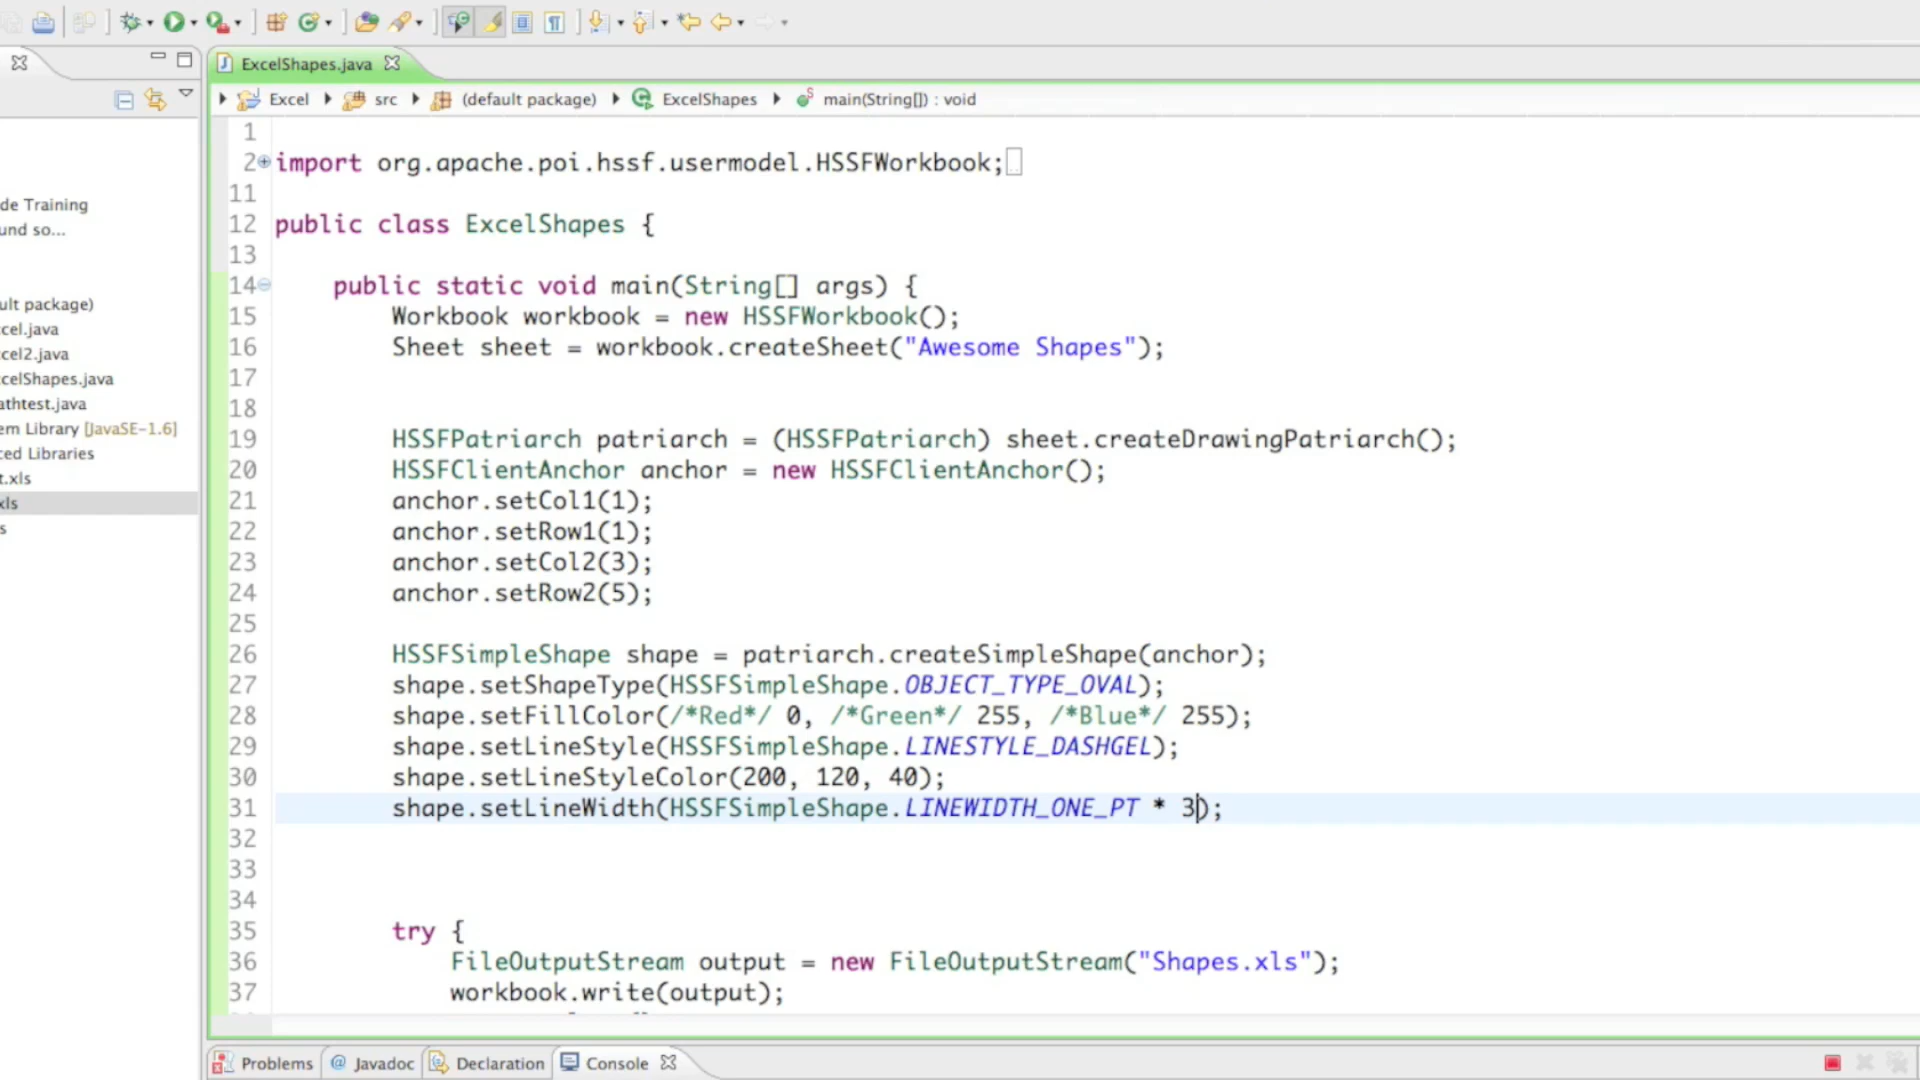 ExcelShapes.java
Excel src (default package) ExcelShapes main(String[]) : void
de Training
und so...
ult package)
cel.java
cel2.java
celShapes.java
athtest.java
em Library [JavaSE-1.6]
ced Libraries
t.xls
xls
s
1
2 import org.apache.poi.hssf.usermodel.HSSFWorkbook;
11
12 public class ExcelShapes {
13
14 public static void main(String[] args) {
15 Workbook workbook = new HSSFWorkbook();
16 Sheet sheet = workbook.createSheet("Awesome Shapes");
17
18
19 HSSFPatriarch patriarch = (HSSFPatriarch) sheet.createDrawingPatriarch();
20 HSSFClientAnchor anchor = new HSSFClientAnchor();
21 anchor.setCol1(1);
22 anchor.setRow1(1);
23 anchor.setCol2(3);
24 anchor.setRow2(5);
25
26 HSSFSimpleShape shape = patriarch.createSimpleShape(anchor);
27 shape.setShapeType(HSSFSimpleShape.OBJECT_TYPE_OVAL);
28 shape.setFillColor(/*Red*/ 0, /*Green*/ 255, /*Blue*/ 255);
29 shape.setLineStyle(HSSFSimpleShape.LINESTYLE_DASHGEL);
30 shape.setLineStyleColor(200, 120, 40);
31 shape.setLineWidth(HSSFSimpleShape.LINEWIDTH_ONE_PT * 3);
32
33
34
35 try {
36 FileOutputStream output = new FileOutputStream("Shapes.xls");
37 workbook.write(output);
Problems @ Javadoc Declaration Console